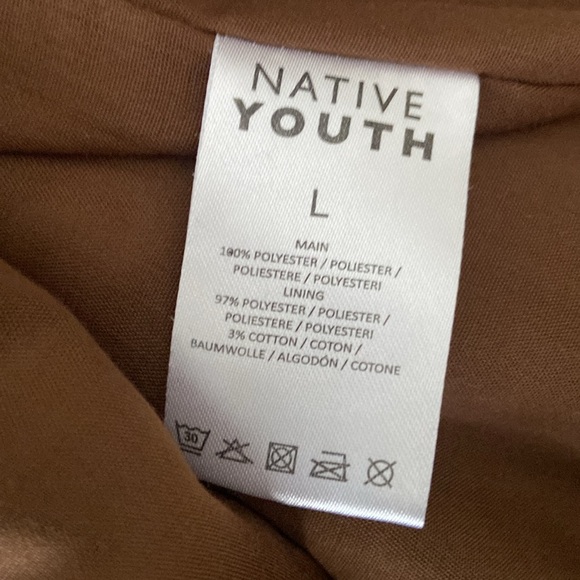 NATIVE
YOUTH
L
MAIN
100% POLYESTER / POLIESTER /
POLIESTERE / POLYESTERI
LINING
97% POLYESTER / POLIESTER /
POLIESTERE / POLYESTERI
3% COTTON / COTON /
BAUMWOLLE / ALGODÓN / COTONE
30